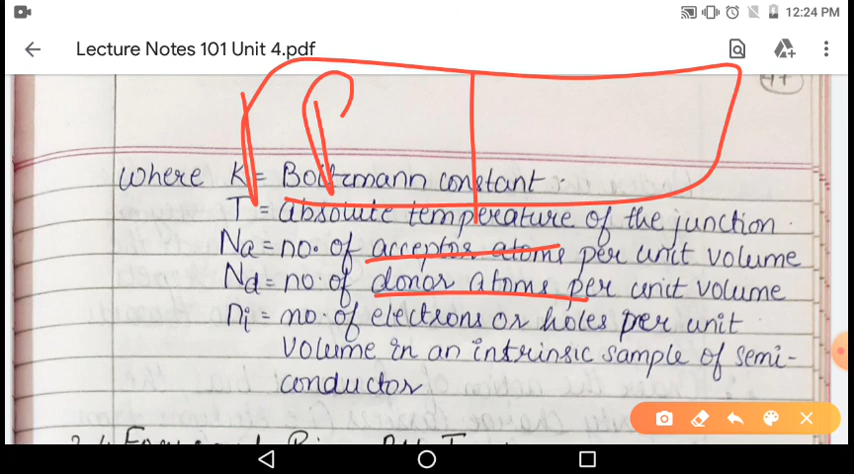 12:24 PM
Lecture Notes 101 Unit 4.pdf
where K = Boltzmann constant.
T = absolute temperature of the junction.
Na = no. of acceptor atoms per unit volume
Nd = no. of donor atoms per unit volume
ni = no. of electrons or holes per unit
volume in an intrinsic sample of semi-
conductor